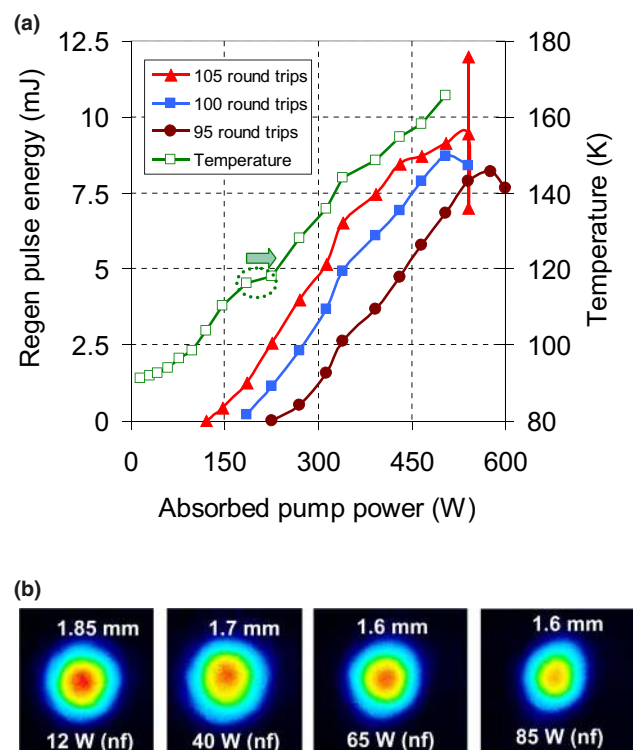 (a)
12.5
10
7.5
5
2.5
0
Regen pulse energy (mJ)
105 round trips
100 round trips
95 round trips
Temperature
180
160
140
120
100
80
Temperature (K)
0 150 300 450 600
Absorbed pump power (W)
(b)
1.85 mm
12 W (nf)
1.7 mm
40 W (nf)
1.6 mm
65 W (nf)
1.6 mm
85 W (nf)